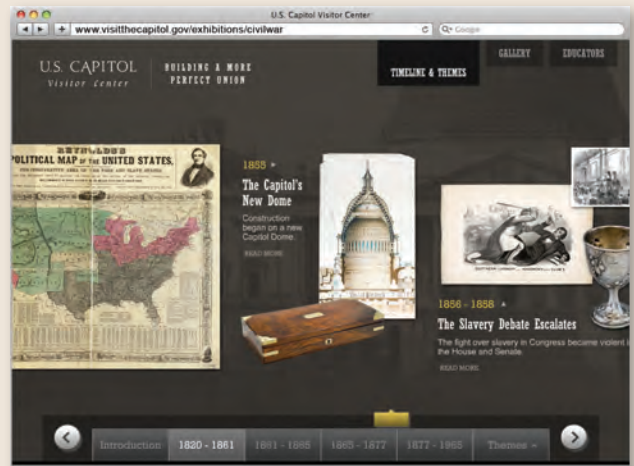 U.S. Capitol Visitor Center
www.visitthecapitol.gov/exhibitions/civilwar
Google
U.S. CAPITOL
Visitor Center
BUILDING A MORE
PERFECT UNION
TIMELINE & THEMES
GALLERY
EDUCATORS
REYNOLDS'S
POLITICAL MAP OF THE UNITED STATES,
1855
The Capitol's
New Dome
Construction
began on a new
Capitol Dome.
READ MORE
1856 - 1858
The Slavery Debate Escalates
The fight over slavery in Congress became violent i
the House and Senate.
READ MORE
Introduction
1820 - 1861
1861 - 1865
1865 - 1877
1877 - 1965
Themes